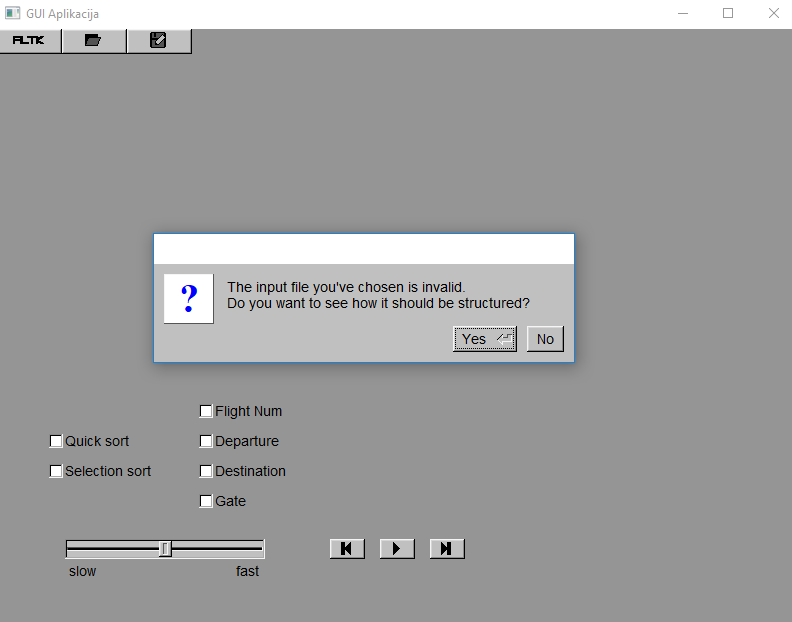 GUI Aplikacija
FLTK
?
The input file you've chosen is invalid.
Do you want to see how it should be structured?
Yes
No
Flight Num
Quick sort
Departure
Selection sort
Destination
Gate
slow
fast